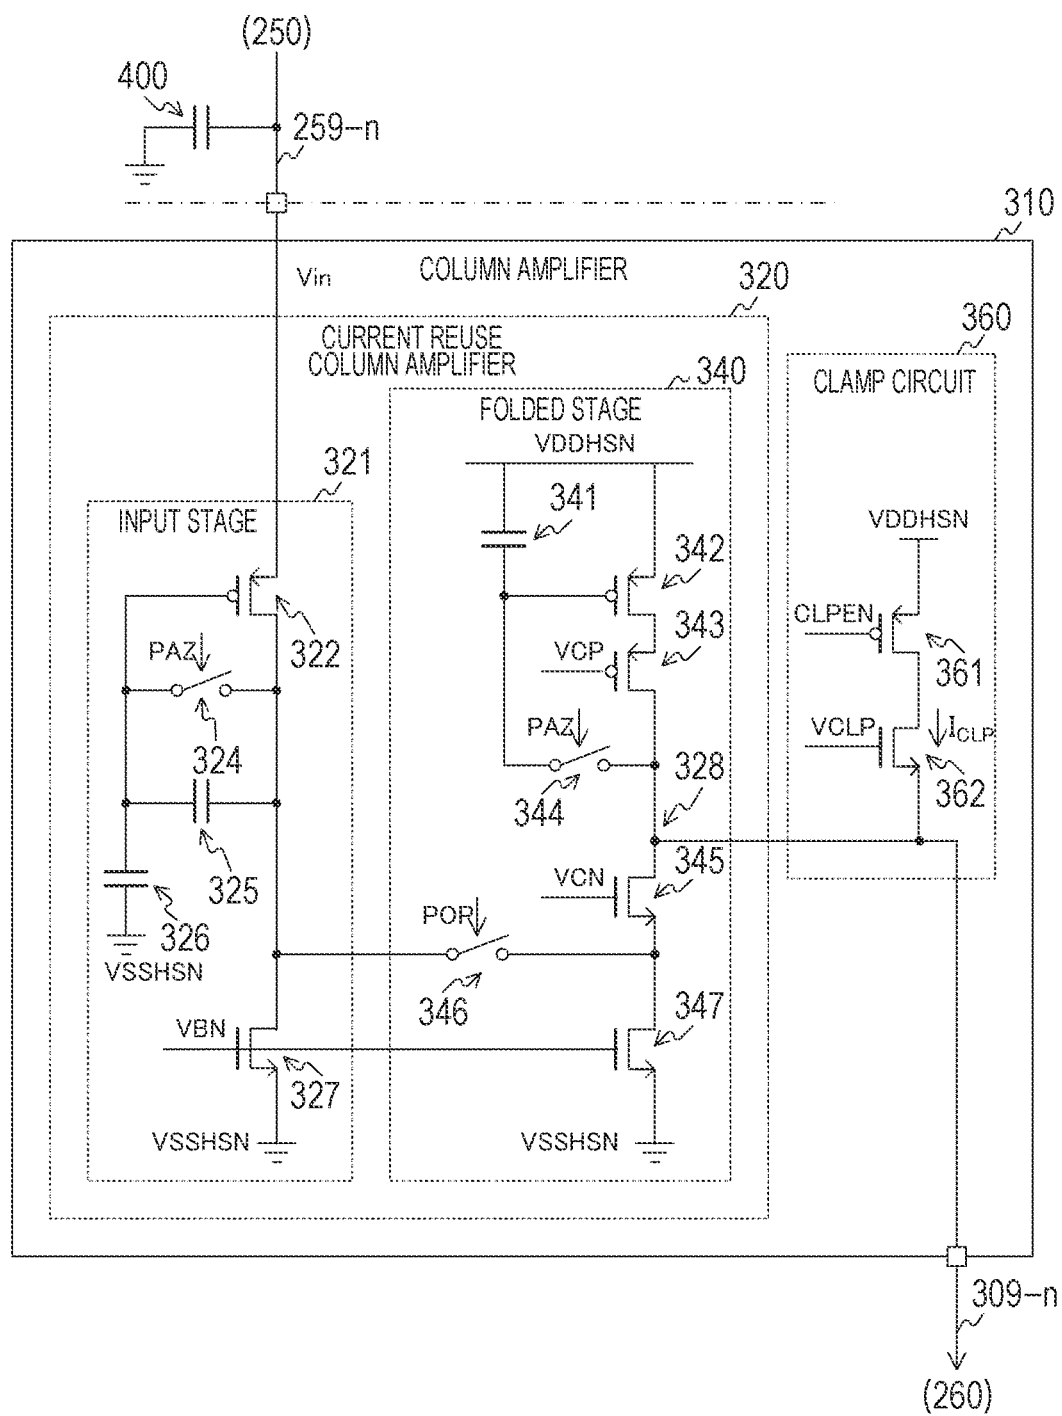 (250)
400
259-n
310
COLUMN AMPLIFIER
Vin
320
CURRENT REUSE
COLUMN AMPLIFIER
360
CLAMP CIRCUIT
340
FOLDED STAGE
VDDHSN
321
INPUT STAGE
341
VDDHSN
342
322
343
VCP
CLPEN
361
PAZ
324
PAZ
344
328
VCLP
ICLP
362
325
VCN
345
326
VSSHSN
POR
346
VBN
327
347
VSSHSN
VSSHSN
309-n
(260)